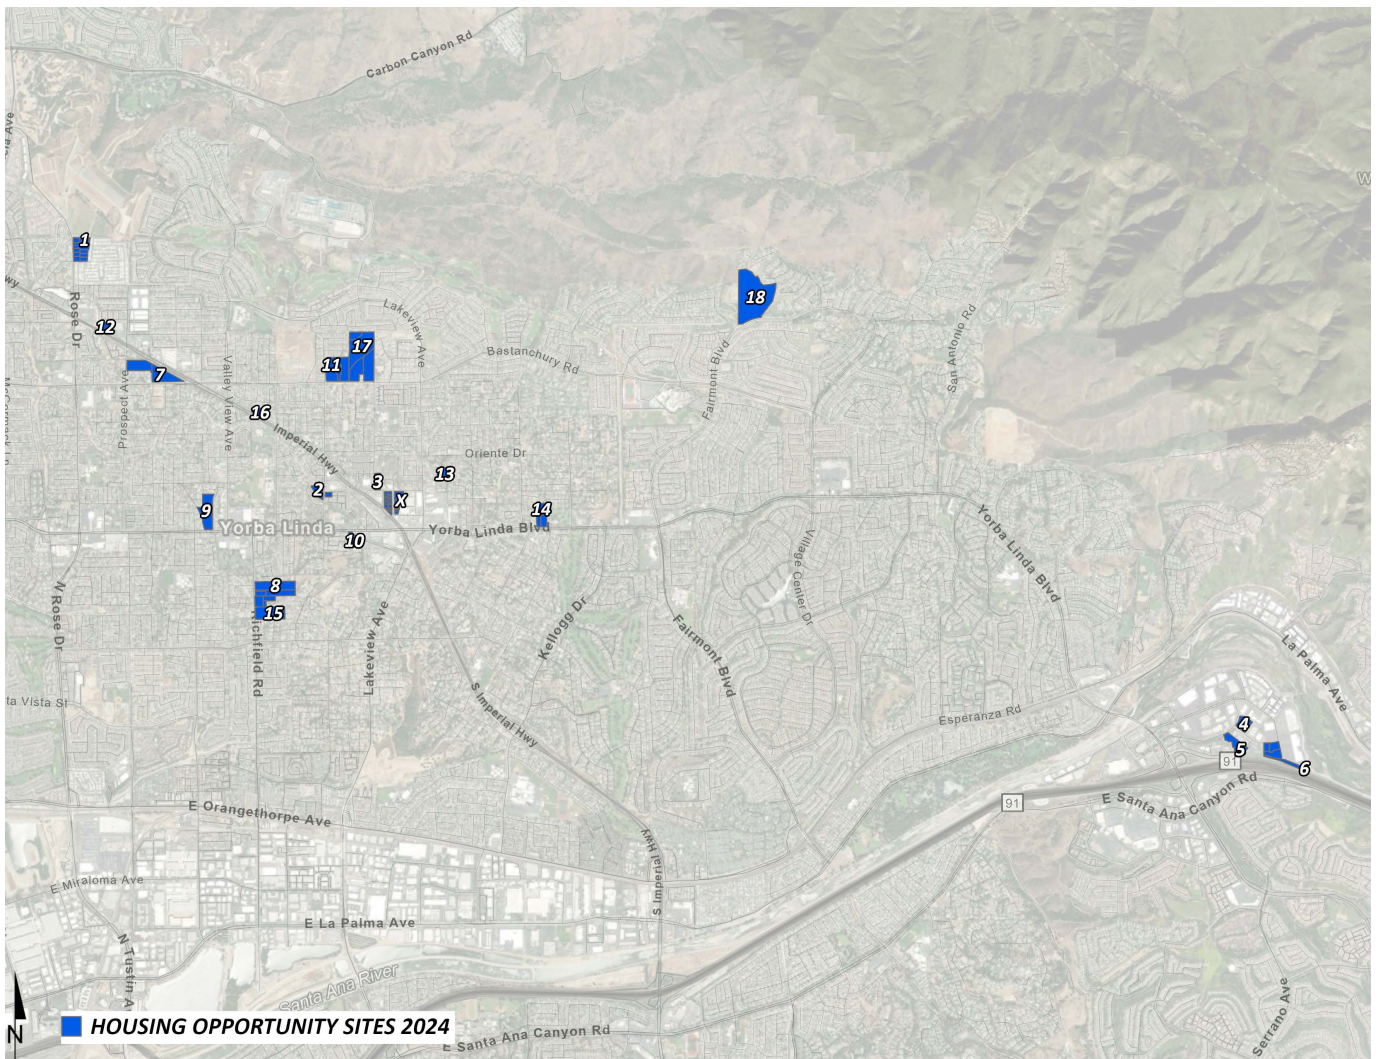 Carbon Canyon Rd
W
1
Rose Dr
12
18
Lakeview Ave
17
11
Bastanchury Rd
San Antonio Rd
7
Valley View Ave
Fairmont Blvd
Prospect Ave
16
Imperial Hwy
Oriente Dr
13
3
2
X
9
14
Yorba Linda
Yorba Linda Blvd
10
Village Center Dr
Yorba Linda Blvd
8
15
N Rose Dr
Richfield Rd
Lakeview Ave
Kellogg Dr
Fairmont Blvd
La Palma Ave
ta Vista St
S Imperial Hwy
Esperanza Rd
4
5
91
6
91
E Santa Ana Canyon Rd
E Orangethorpe Ave
S Imperial Hwy
E Miraloma Ave
E La Palma Ave
N Tustin A
Santa Ana River
Serrano Ave
N
HOUSING OPPORTUNITY SITES 2024
E Santa Ana Canyon Rd